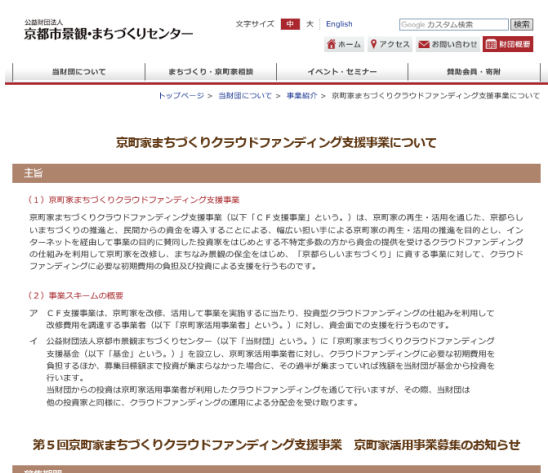 公益財団法人
京都市景観・まちづくりセンター
文字サイズ 中 大 English Google カスタム検索 検索
ホーム アクセス お問い合わせ 財団概要
当財団について まちづくり・京町家相談 イベント・セミナー 賛助会員・寄附
トップページ > 当財団について > 事業紹介 > 京町家まちづくりクラウドファンディング支援事業について
京町家まちづくりクラウドファンディング支援事業について
主旨
（１）京町家まちづくりクラウドファンディング支援事業
京町家まちづくりクラウドファンディング支援事業（以下「ＣＦ支援事業」という。）は、京町家の再生・活用を通じた、京都らし
いまちづくりの推進と、民間からの資金を導入することによる、幅広い担い手による京町家の再生・活用の推進を目的とし、イン
ターネットを経由して事業の目的に賛同した投資家をはじめとする不特定多数の方から資金の提供を受けるクラウドファンディング
の仕組みを利用して京町家を改修し、まちなみ景観の保全をはじめ、「京都らしいまちづくり」に資する事業に対して、クラウド
ファンディングに必要な初期費用の負担及び投資による支援を行うものです。
（２）事業スキームの概要
ア ＣＦ支援事業は、京町家を改修、活用して事業を実施するに当たり、投資型クラウドファンディングの仕組みを利用して
改修費用を調達する事業者（以下「京町家活用事業者」という。）に対し、資金面での支援を行うものです。
イ 公益財団法人京都市景観まちづくりセンター（以下「当財団」という。）に「京町家まちづくりクラウドファンディング
支援基金（以下「基金」という。）」を設立し、京町家活用事業者に対し、クラウドファンディングに必要な初期費用を
負担するほか、募集目標額まで投資が集まらなかった場合に、その過半が集まっていれば残額を当財団が基金から投資を
行います。
当財団からの投資は京町家活用事業者が利用したクラウドファンディングを通じて行いますが、その際、当財団は
他の投資家と同様に、クラウドファンディングの運用による分配金を受け取ります。
第５回京町家まちづくりクラウドファンディング支援事業 京町家活用事業募集のお知らせ